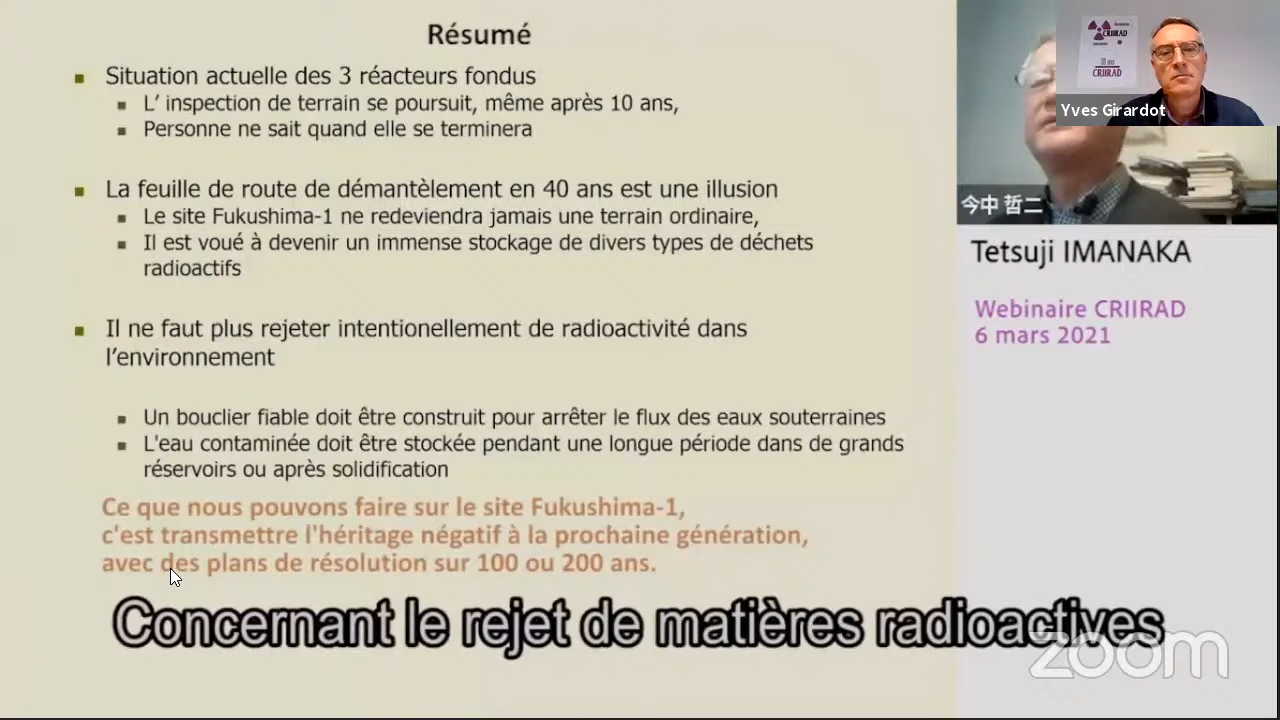 Résumé
Situation actuelle des 3 réacteurs fondus
L’ inspection de terrain se poursuit, même après 10 ans,
Personne ne sait quand elle se terminera
La feuille de route de démantèlement en 40 ans est une illusion
Le site Fukushima-1 ne redeviendra jamais une terrain ordinaire,
Il est voué à devenir un immense stockage de divers types de déchets
radioactifs
Il ne faut plus rejeter intentionellement de radioactivité dans
l’environnement
Un bouclier fiable doit être construit pour arrêter le flux des eaux souterraines
L'eau contaminée doit être stockée pendant une longue période dans de grands
réservoirs ou après solidification
Ce que nous pouvons faire sur le site Fukushima-1,
c'est transmettre l'héritage négatif à la prochaine génération,
avec des plans de résolution sur 100 ou 200 ans.
Concernant le rejet de matières radioactives
CRIIRAD
CRIIRAD
Yves Girardot
今中 哲二
Tetsuji IMANAKA
Webinaire CRIIRAD
6 mars 2021
zoom